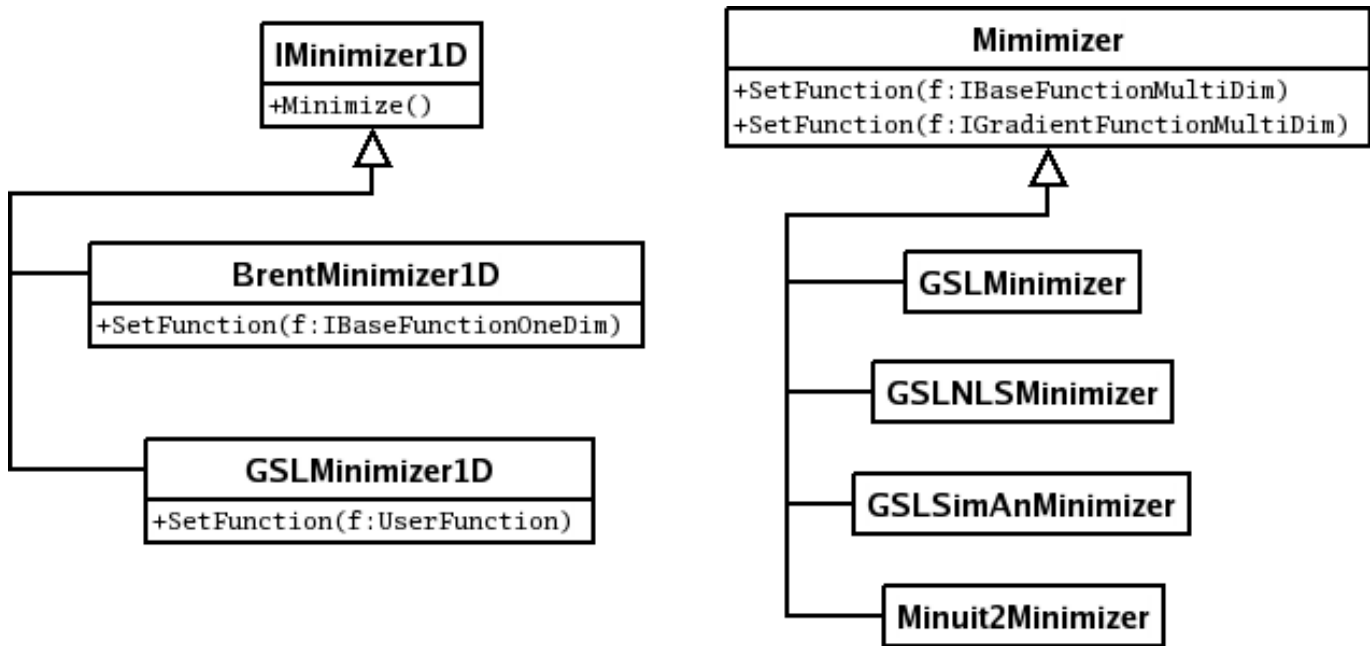 IMinimizer1D
+Minimize()
BrentMinimizer1D
+SetFunction(f:IBaseFunctionOneDim)
GSLMinimizer1D
+SetFunction(f:UserFunction)
Mimimizer
+SetFunction(f:IBaseFunctionMultiDim)
+SetFunction(f:IGradientFunctionMultiDim)
GSLMinimizer
GSLNLSMinimizer
GSLSimAnMinimizer
Minuit2Minimizer